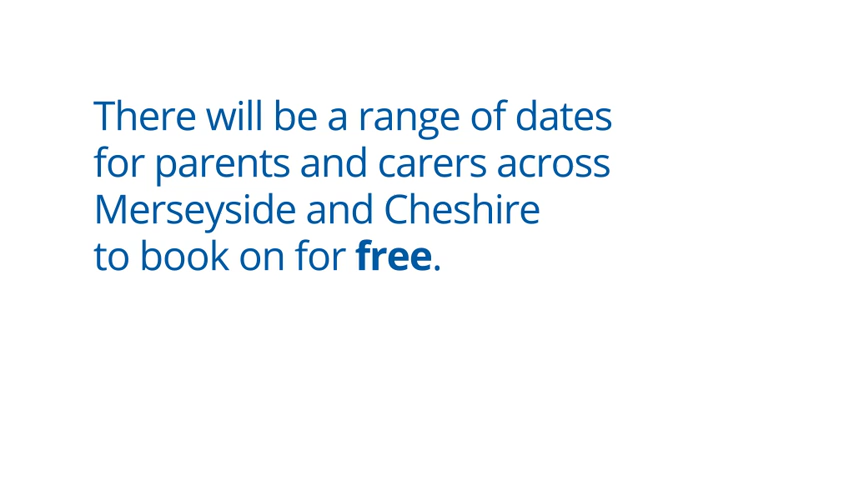 There will be a range of dates
for parents and carers across
Merseyside and Cheshire
to book on for free.